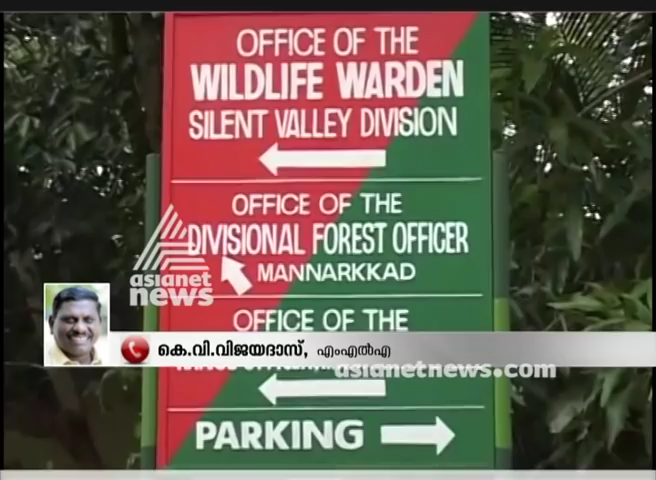 OFFICE OF THE
WILDLIFE WARDEN
SILENT VALLEY DIVISION
OFFICE OF THE
DIVISIONAL FOREST OFFICER
MANNARKKAD
asianet
news
OFFICE OF THE
കെ.വി.വിജയദാസ്, എംഎൽഎ
asianetnews.com
PARKING